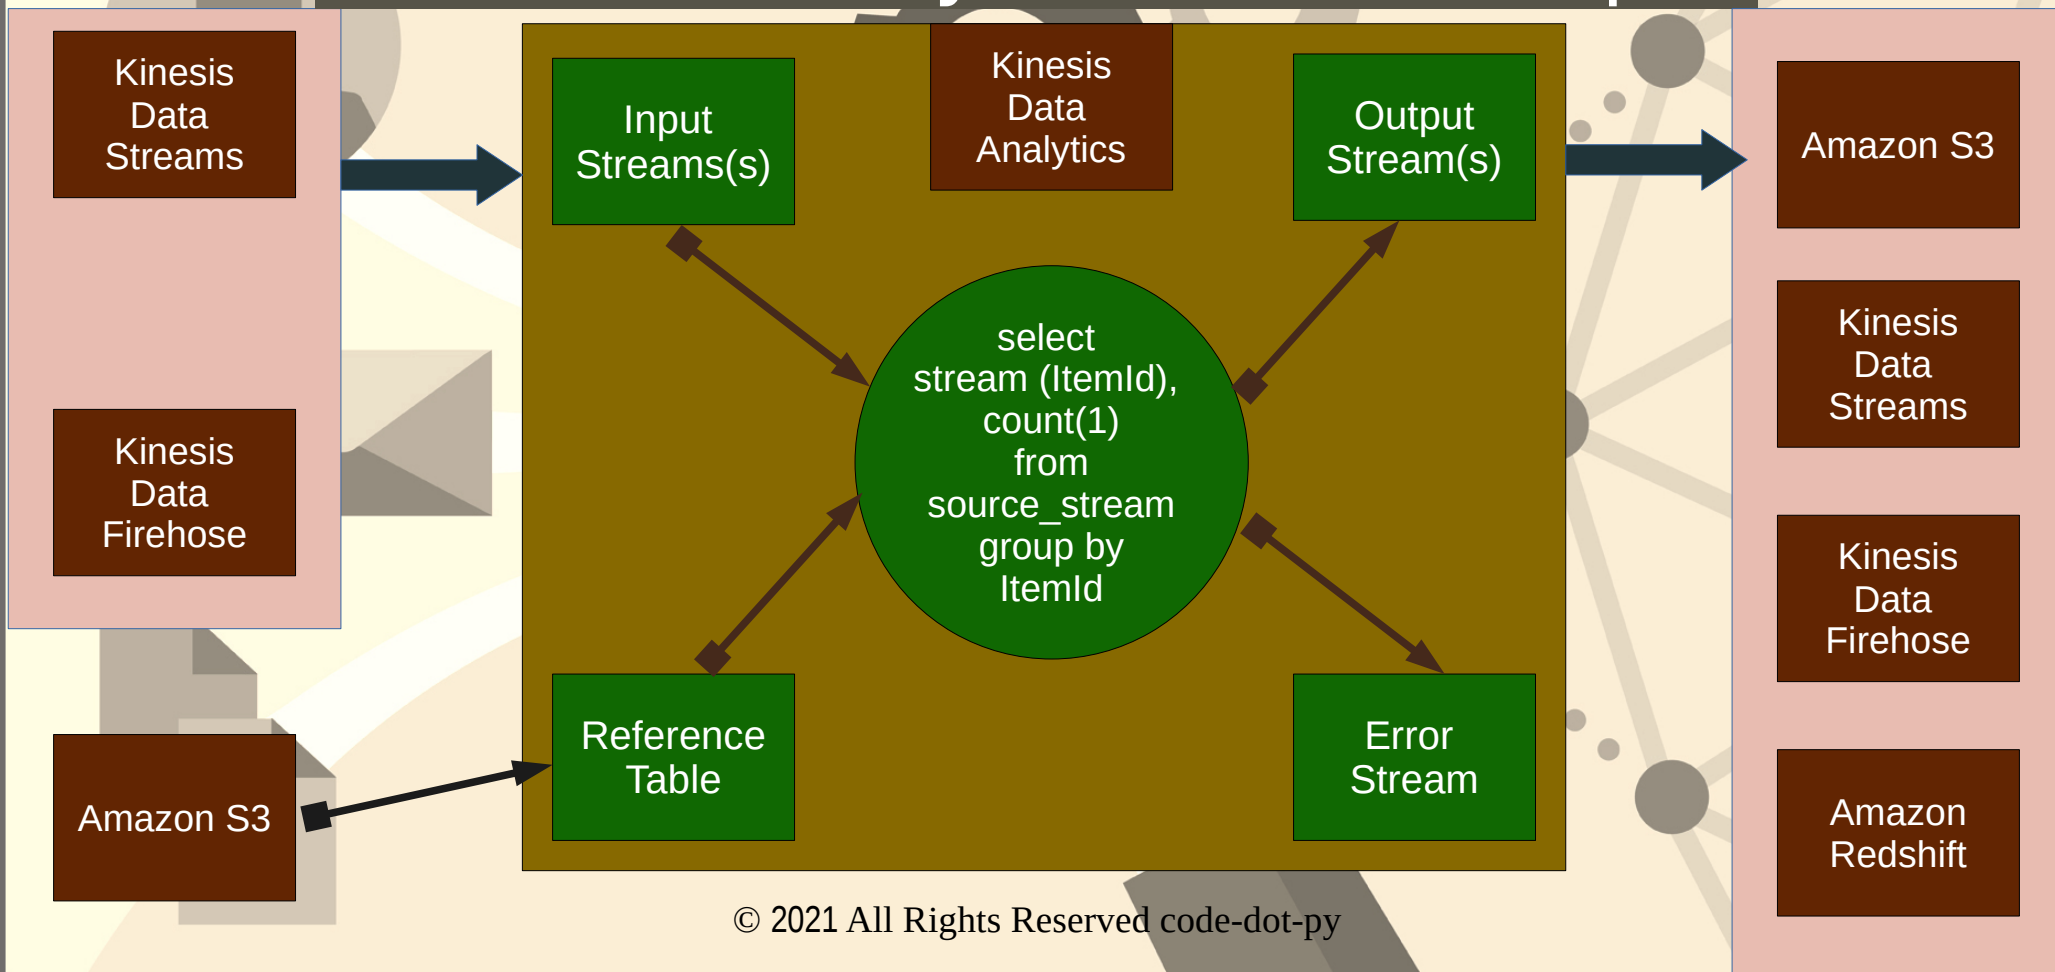 Kinesis
Data
Streams
Kinesis
Data
Firehose
Amazon S3
Input
Streams(s)
Kinesis
Data
Analytics
Output
Stream(s)
select
stream (ItemId),
count(1)
from
source_stream
group by
ItemId
Reference
Table
Error
Stream
Amazon S3
Kinesis
Data
Streams
Kinesis
Data
Firehose
Amazon
Redshift
© 2021 All Rights Reserved code-dot-py